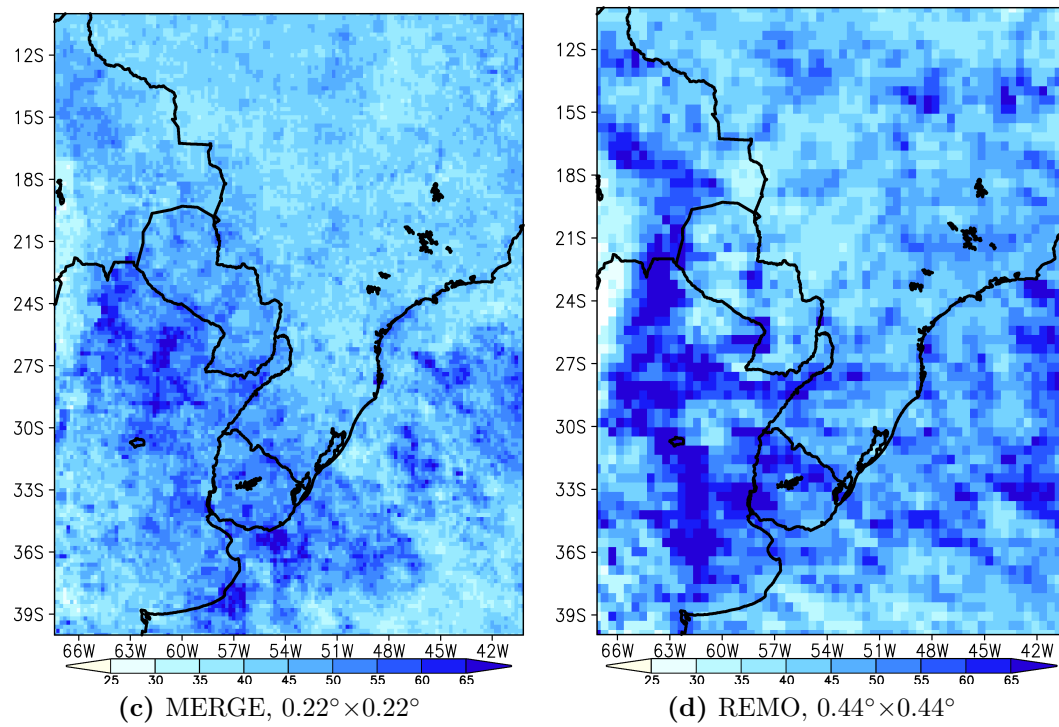 12S
15S
18S
21S
24S
27S
30S
33S
36S
39S
66W 63W 60W 57W 54W 51W 48W 45W 42W
25 30 35 40 45 50 55 60 65
(c) MERGE, 0.22°×0.22°
12S
15S
18S
21S
24S
27S
30S
33S
36S
39S
66W 63W 60W 57W 54W 51W 48W 45W 42W
25 30 35 40 45 50 55 60 65
(d) REMO, 0.44°×0.44°